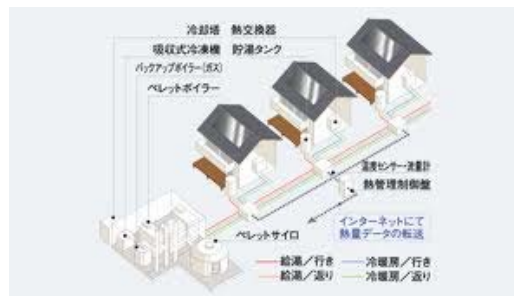 冷却塔 熱交換器
吸収式冷凍機 貯湯タンク
バックアップボイラー(ガス)
ペレットボイラー
温度センサー・流量計
熱管理制御盤
インターネットにて
熱量データの転送
ペレットサイロ
給湯/行き 冷暖房/行き
給湯/返り 冷暖房/返り